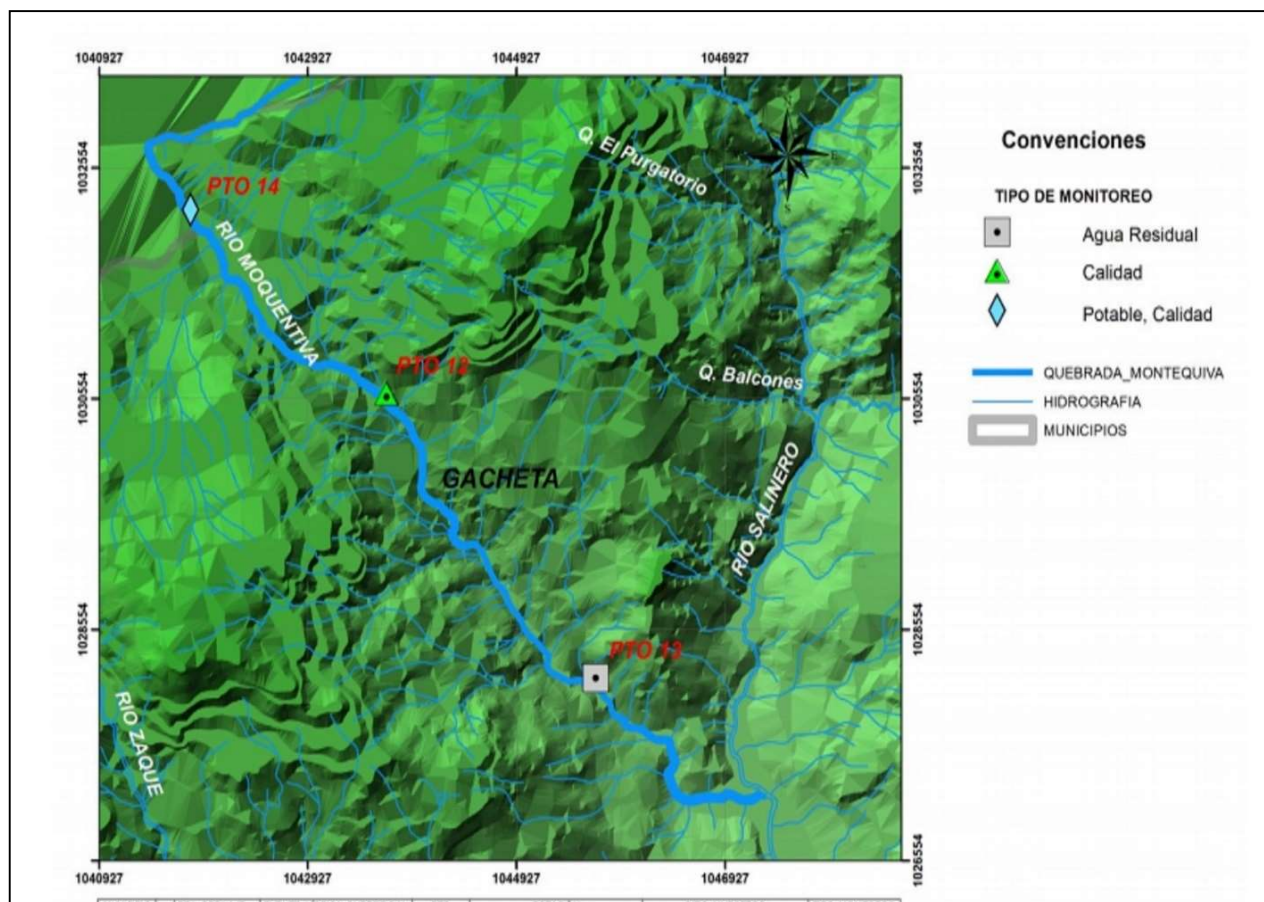 1040927 1042927 1044927 1046927
1032554 1032554
PTO 14
RIO MOQUENTIVA
Q. El Purgatorio
PTO 12
Q. Balcones
1030554 1030554
GACHETA
RIO SALINERO
1028554 1028554
PTO 13
RIO ZAQUE
1026554
1040927 1042927 1044927 1046927
Convenciones
TIPO DE MONITOREO
Agua Residual
Calidad
Potable, Calidad
QUEBRADA_MONTEQUIVA
HIDROGRAFIA
MUNICIPIOS